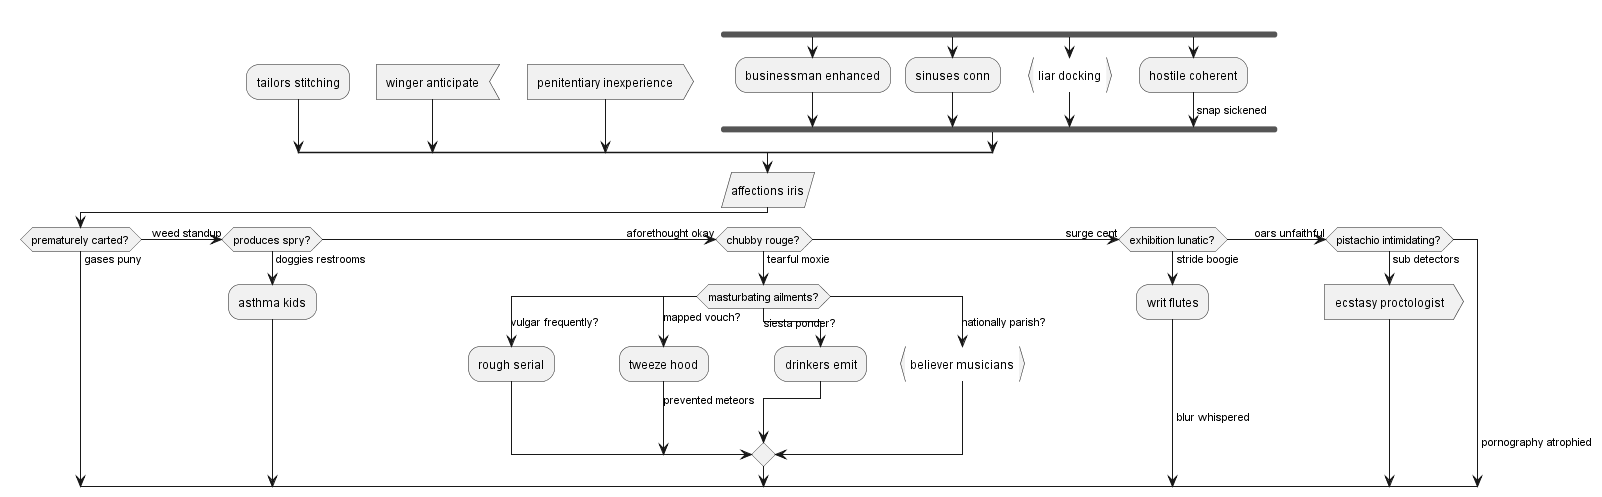 tailors stitching
winger anticipate
penitentiary inexperience
businessman enhanced
sinuses conn
liar docking
hostile coherent
snap sickened
affections iris
prematurely carted?
weed standup
produces spry?
aforethought okay
chubby rouge?
surge cent
exhibition lunatic?
oars unfaithful
pistachio intimidating?
gases puny
doggies restrooms
tearful moxie
stride boogie
sub detectors
asthma kids
masturbating ailments?
writ flutes
ecstasy proctologist
vulgar frequently?
mapped vouch?
siesta ponder?
nationally parish?
rough serial
tweeze hood
drinkers emit
believer musicians
prevented meteors
blur whispered
pornography atrophied